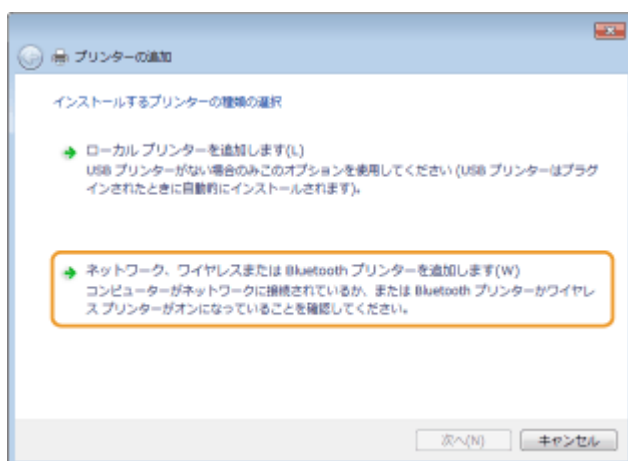 プリンターの追加
インストールするプリンターの種類の選択
ローカル プリンターを追加します(L)
USB プリンターがない場合のみこのオプションを使用してください (USB プリンターはプラグ
インされたときに自動的にインストールされます)。
ネットワーク、ワイヤレスまたは Bluetooth プリンターを追加します(W)
コンピューターがネットワークに接続されているか、または Bluetooth プリンターかワイヤレ
ス プリンターがオンになっていることを確認してください。
次へ(N)
キャンセル